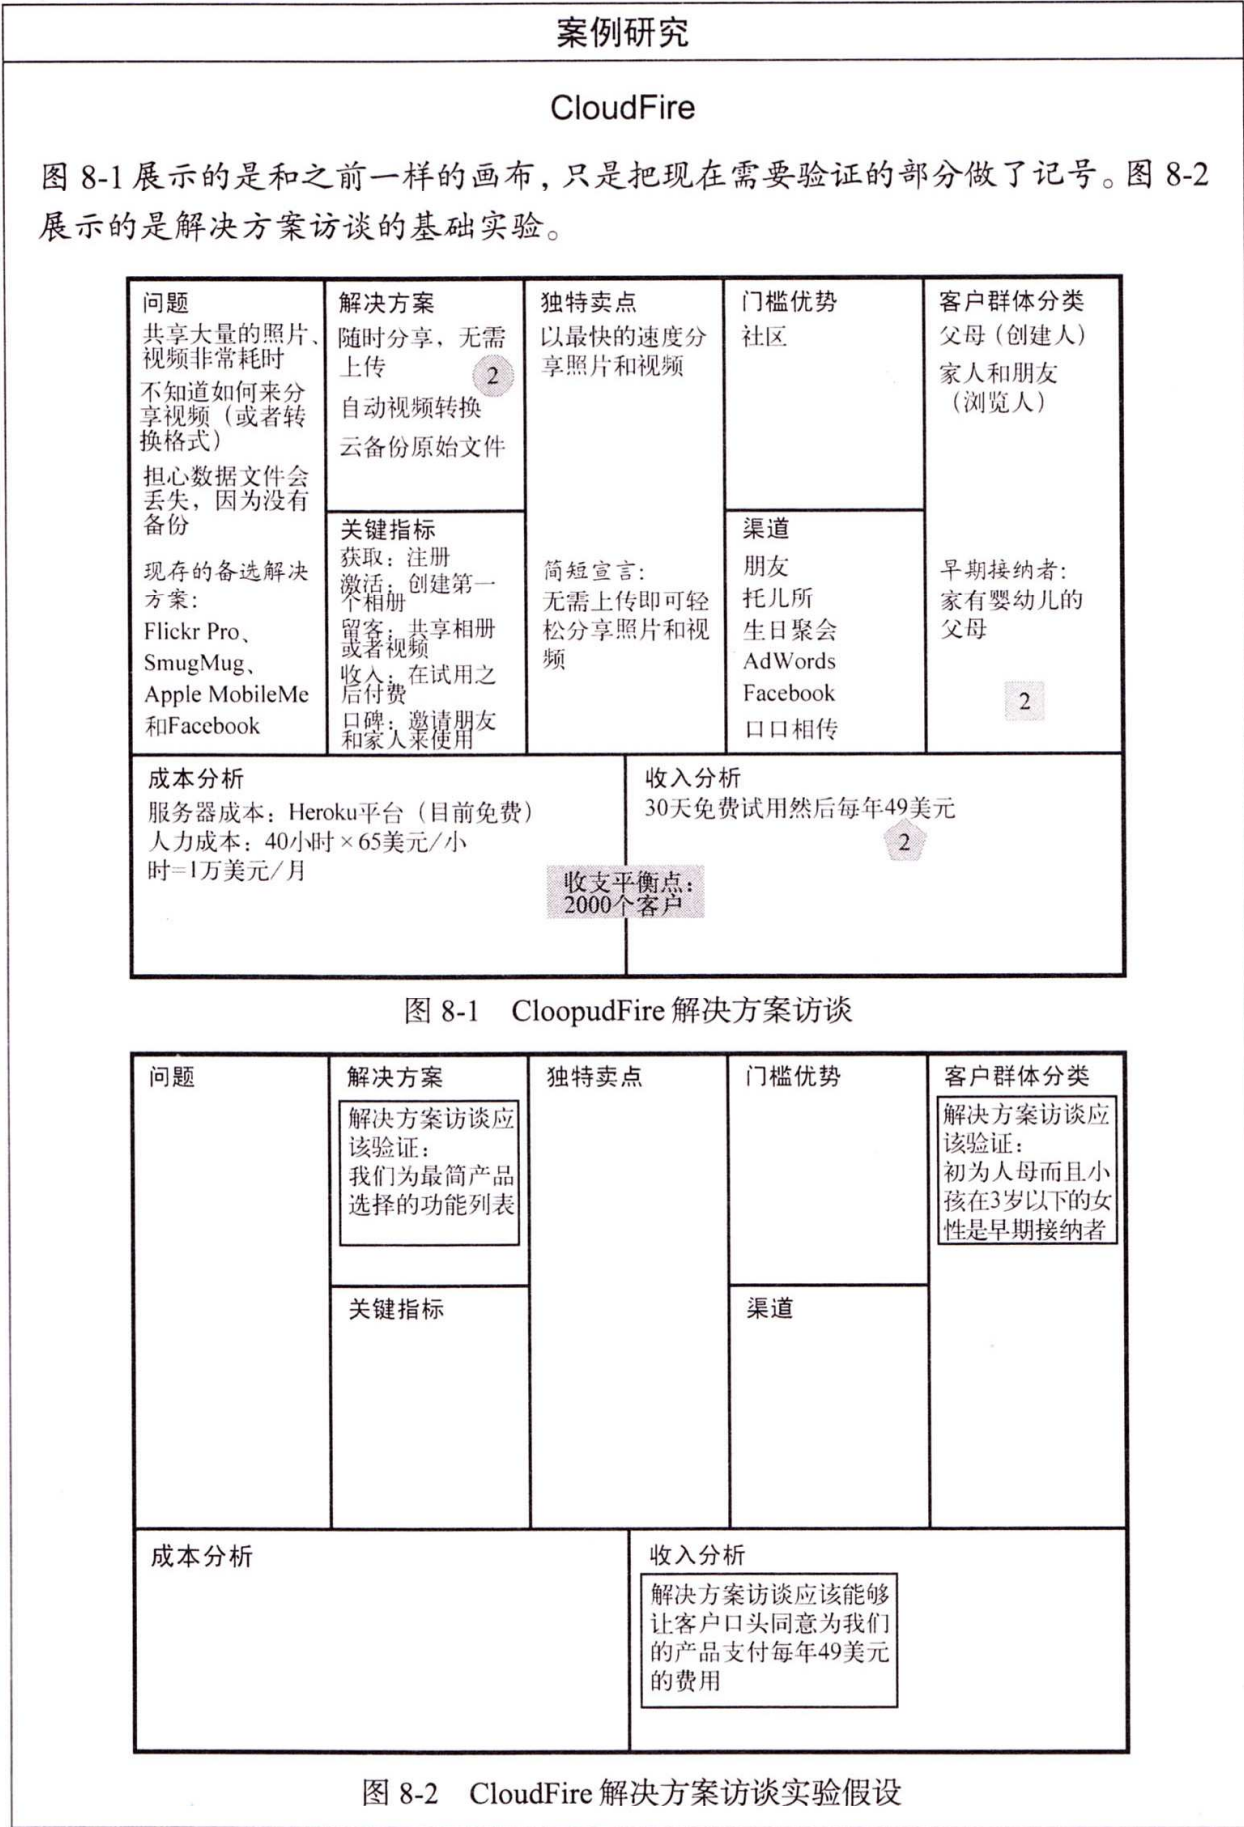 案例研究
CloudFire
图 8-1 展示的是和之前一样的画布，只是把现在需要验证的部分做了记号。图 8-2
展示的是解决方案访谈的基础实验。
问题
共享大量的照片、
视频非常耗时
不知道如何来分
享视频（或者转
换格式）
担心数据文件会
丢失，因为没有
备份
现存的备选解决
方案：
Flickr Pro、
SmugMug、
Apple MobileMe
和Facebook
解决方案
随时分享，无需
上传
2
自动视频转换
云备份原始文件
关键指标
获取：注册
激活：创建第一
个相册
留客：共享相册
或者视频
收入：在试用之
后付费
口碑：邀请朋友
和家人来使用
独特卖点
以最快的速度分
享照片和视频
简短宣言：
无需上传即可轻
松分享照片和视
频
门槛优势
社区
渠道
朋友
托儿所
生日聚会
AdWords
Facebook
口口相传
客户群体分类
父母（创建人）
家人和朋友
（浏览人）
早期接纳者：
家有婴幼儿的
父母
2
成本分析
服务器成本：Heroku平台（目前免费）
人力成本：40小时×65美元/小
时=1万美元/月
收支平衡点：
2000个客户
收入分析
30天免费试用然后每年49美元
2
图 8-1 CloopudFire 解决方案访谈
问题
解决方案
解决方案访谈应
该验证：
我们为最简产品
选择的功能列表
关键指标
独特卖点
门槛优势
渠道
客户群体分类
解决方案访谈应
该验证：
初为人母而且小
孩在3岁以下的女
性是早期接纳者
成本分析
收入分析
解决方案访谈应该能够
让客户口头同意为我们
的产品支付每年49美元
的费用
图 8-2 CloudFire 解决方案访谈实验假设